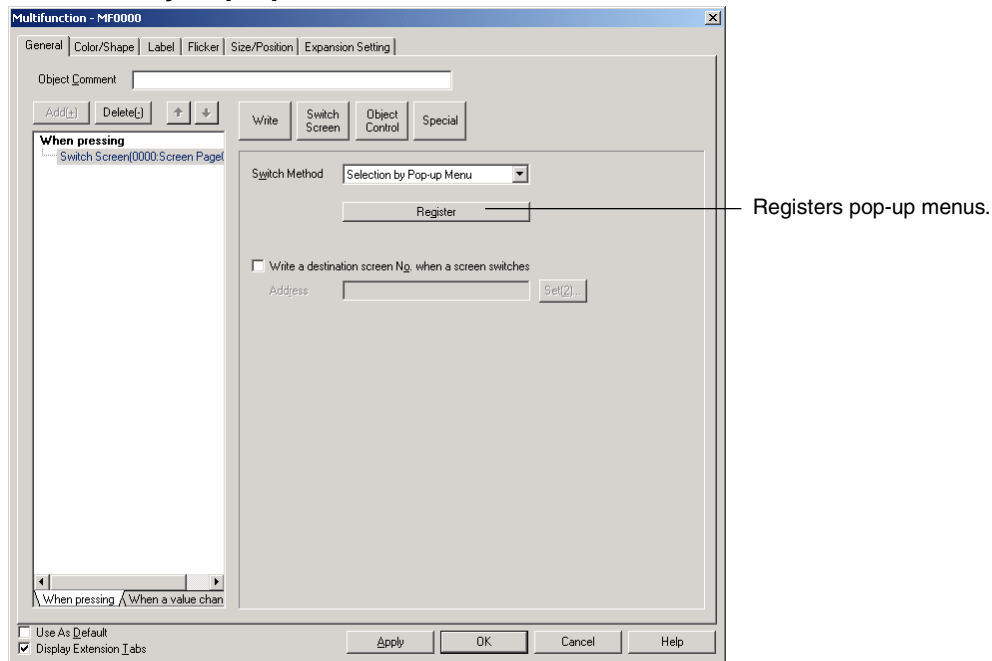 Multifunction - MF0000
General Color/Shape Label Flicker Size/Position Expansion Setting
Object Comment
Add(+) Delete(-)
Write Switch Screen Object Control Special
When pressing
Switch Screen(0000:Screen Page(
Switch Method Selection by Pop-up Menu
Register
Registers pop-up menus.
Write a destination screen No. when a screen switches
Address Set(2)...
When pressing When a value chan
Use As Default
Display Extension Tabs
Apply OK Cancel Help